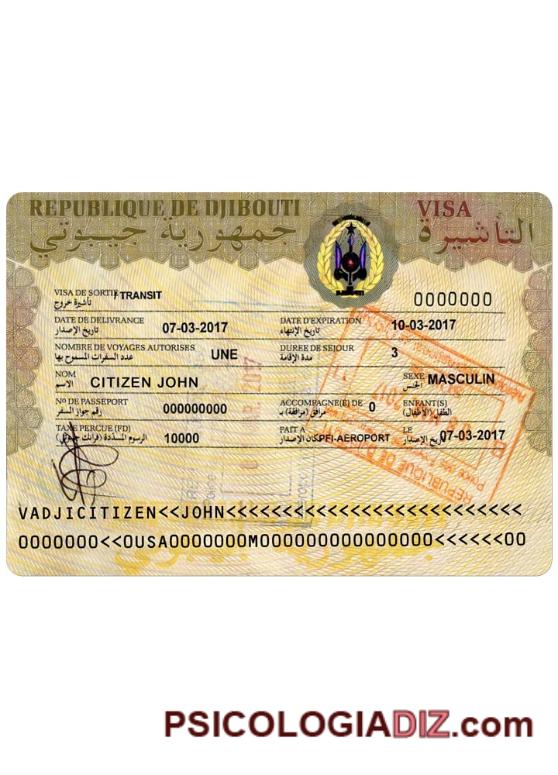 REPUBLIQUE DE DJIBOUTI VISA
جمهورية جيبوتي التأشيرة
VISA DE SORTIE TRANSIT 0000000
تأشيرة خروج
DATE DE DELIVRANCE 07-03-2017 DATE D'EXPIRATION 10-03-2017
تاريخ الإصدار تاريخ الإنتهاء
NOMBRE DE VOYAGES AUTORISES UNE DUREE DE SEJOUR 3
عدد السفرات المسموح بها مدة الإقامة
NOM CITIZEN JOHN SEXE MASCULIN
الاسم الجنس
Nº DE PASSEPORT 000000000 ACCOMPAGNE(E) DE 0 ENFANT(S)
رقم جواز السفر مرافق (مرافقة) بـ الطفل (الأطفال)
TAXE PERCUE (FD) 10000 FAIT A PFI-AEROPORT LE 07-03-2017
الرسوم المسددة (فرانك جيبوتي) مكان الإصدار تاريخ الإصدار
VADJICITIZEN<<JOHN<<<<<<<<<<<<<<<<<<<<<<<<<<
0000000<<0USA0000000M000000000000000<<<<<<00
PSICOLOGIADIZ.com